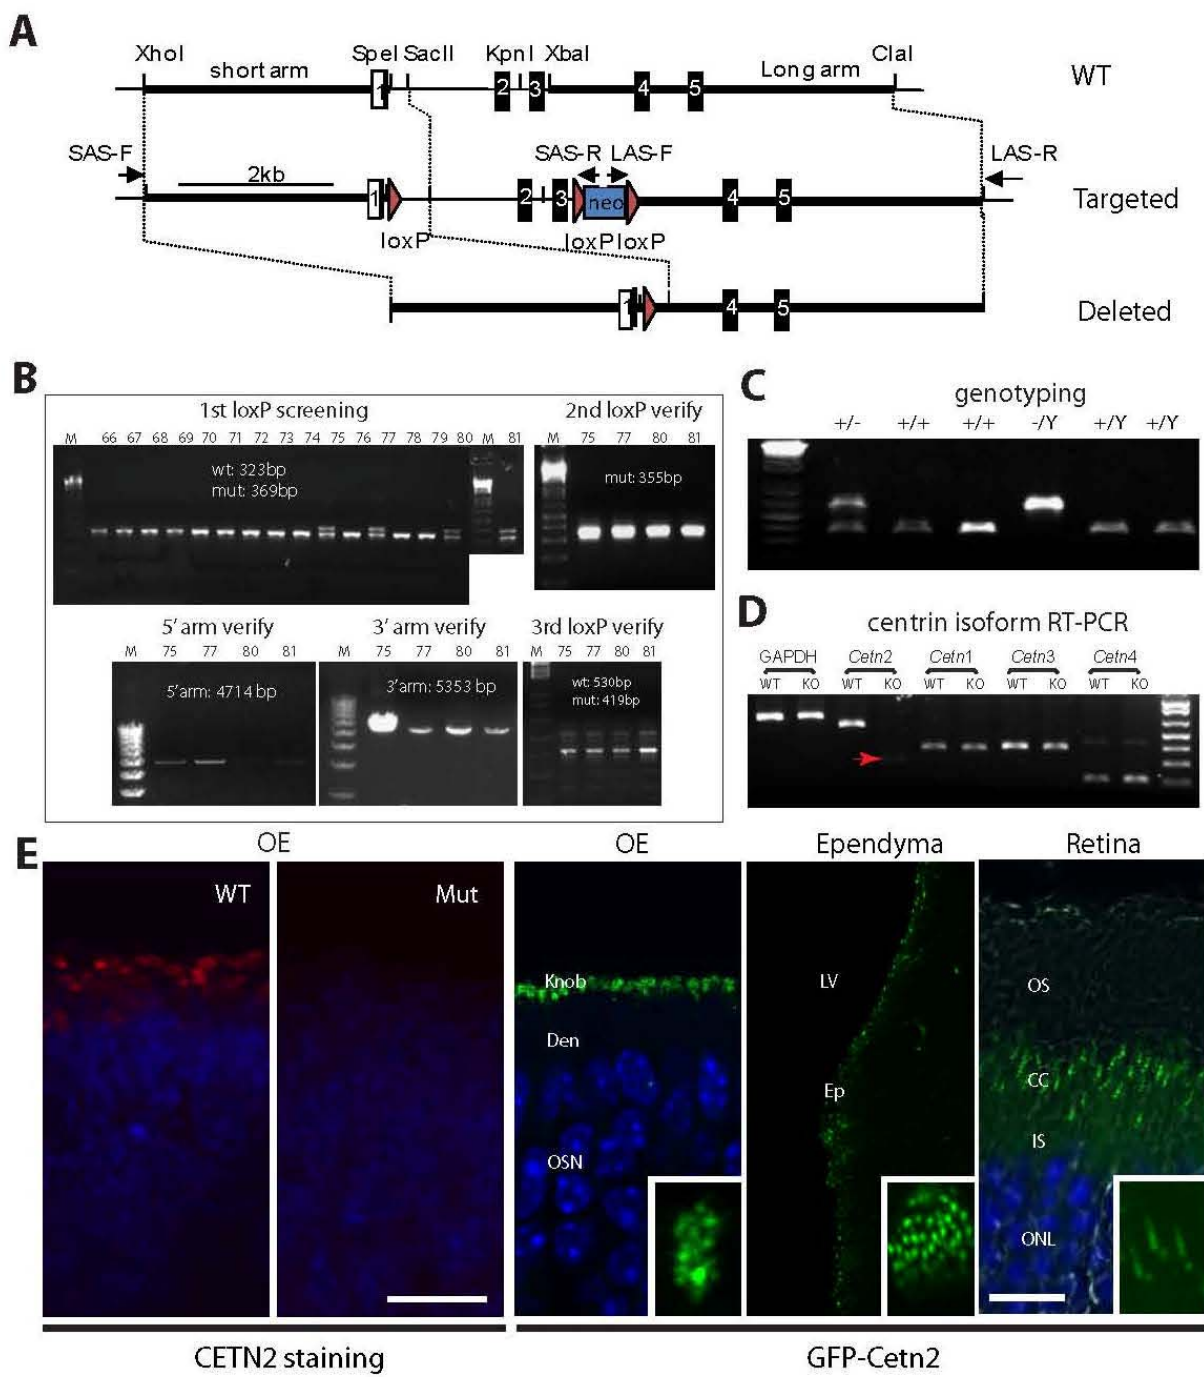 A
XhoI SpeI SacII KpnI XbaI ClaI
short arm Long arm WT
1 2 3 4 5
SAS-F SAS-R LAS-F LAS-R
2kb Targeted
1 2 3 neo 4 5
loxP loxP loxP
1 4 5 Deleted
B
1st loxP screening 2nd loxP verify
M 66 67 68 69 70 71 72 73 74 75 76 77 78 79 80 M 81 M 75 77 80 81
wt: 323bp
mut: 369bp
mut: 355bp
5' arm verify 3' arm verify 3rd loxP verify
M 75 77 80 81 M 75 77 80 81 M 75 77 80 81
5'arm: 4714 bp 3'arm: 5353 bp
wt: 530bp
mut: 419bp
C
genotyping
+/- +/+ +/+ -/Y +/Y +/Y
D
centrin isoform RT-PCR
GAPDH Cetn2 Cetn1 Cetn3 Cetn4
WT KO WT KO WT KO WT KO WT KO
E
OE OE Ependyma Retina
WT Mut
Knob
Den
OSN
LV
Ep
OS
CC
IS
ONL
CETN2 staining GFP-Cetn2